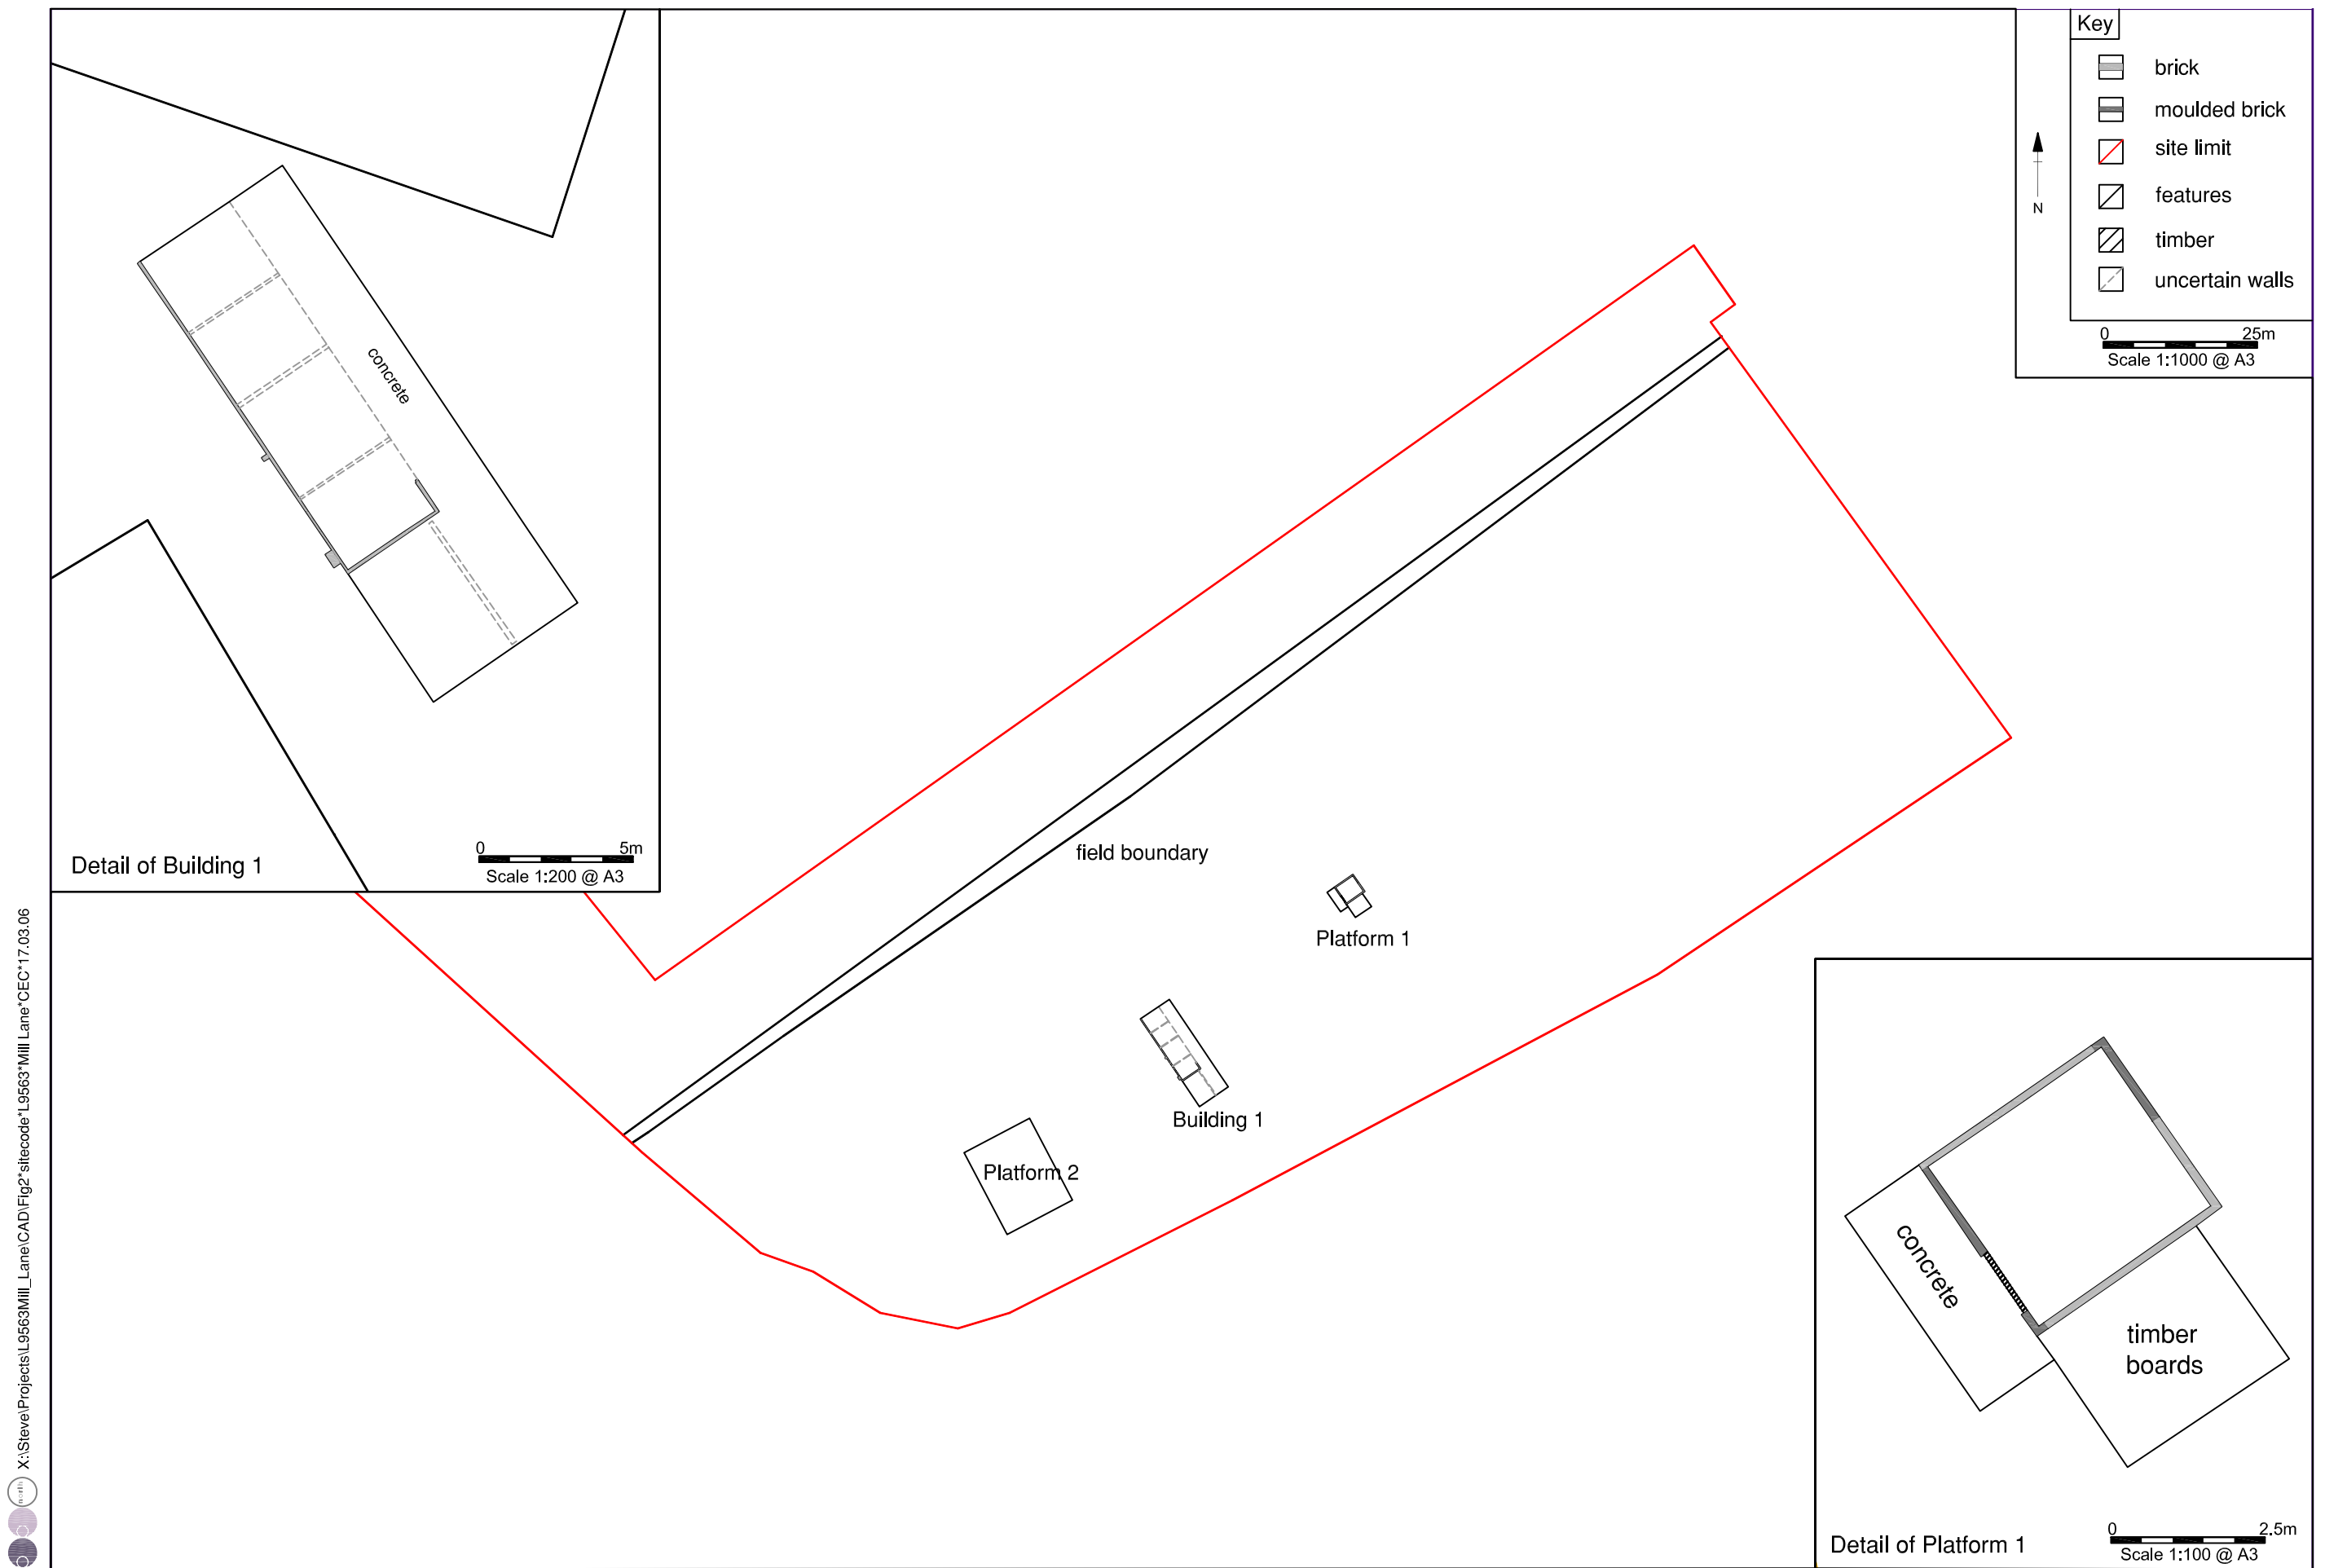 Key
brick
moulded brick
site limit
features
timber
uncertain walls
N
0 25m
Scale 1:1000 @ A3
concrete
Detail of Building 1
0 5m
Scale 1:200 @ A3
field boundary
Platform 1
Building 1
Platform 2
concrete
timber
boards
Detail of Platform 1
0 2.5m
Scale 1:100 @ A3
X:\Steve\Projects\L9563Mill_Lane\CAD\Fig2*sitecode*L9563*Mill Lane*CEC*17.03.06
north